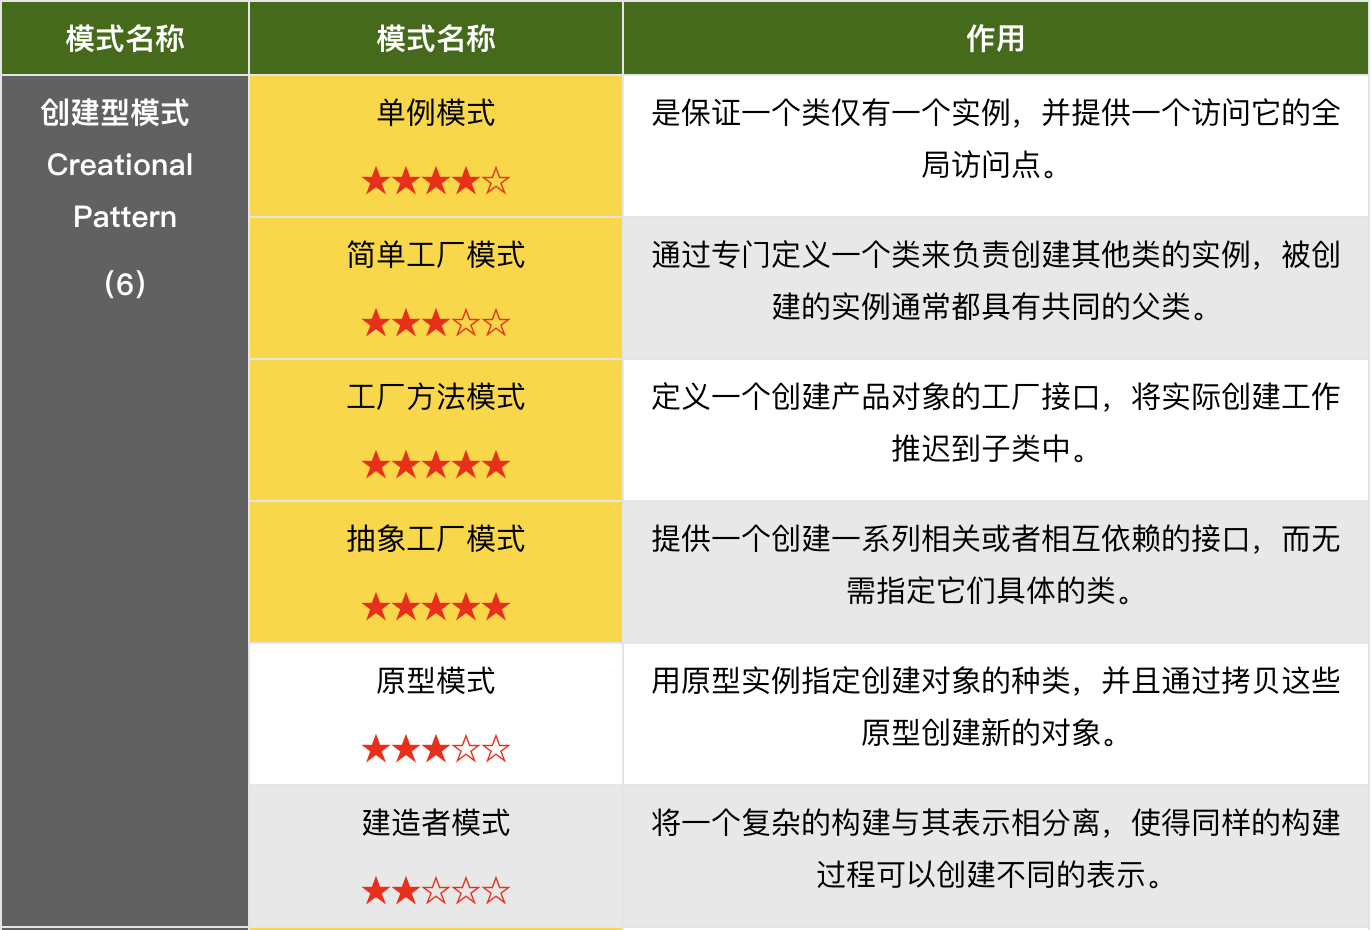 模式名称
模式名称
作用
创建型模式
Creational
Pattern
（6）
单例模式
★★★★☆
是保证一个类仅有一个实例，并提供一个访问它的全
局访问点。
简单工厂模式
★★★☆☆
通过专门定义一个类来负责创建其他类的实例，被创
建的实例通常都具有共同的父类。
工厂方法模式
★★★★★
定义一个创建产品对象的工厂接口，将实际创建工作
推迟到子类中。
抽象工厂模式
★★★★★
提供一个创建一系列相关或者相互依赖的接口，而无
需指定它们具体的类。
原型模式
★★★☆☆
用原型实例指定创建对象的种类，并且通过拷贝这些
原型创建新的对象。
建造者模式
★★☆☆☆
将一个复杂的构建与其表示相分离，使得同样的构建
过程可以创建不同的表示。